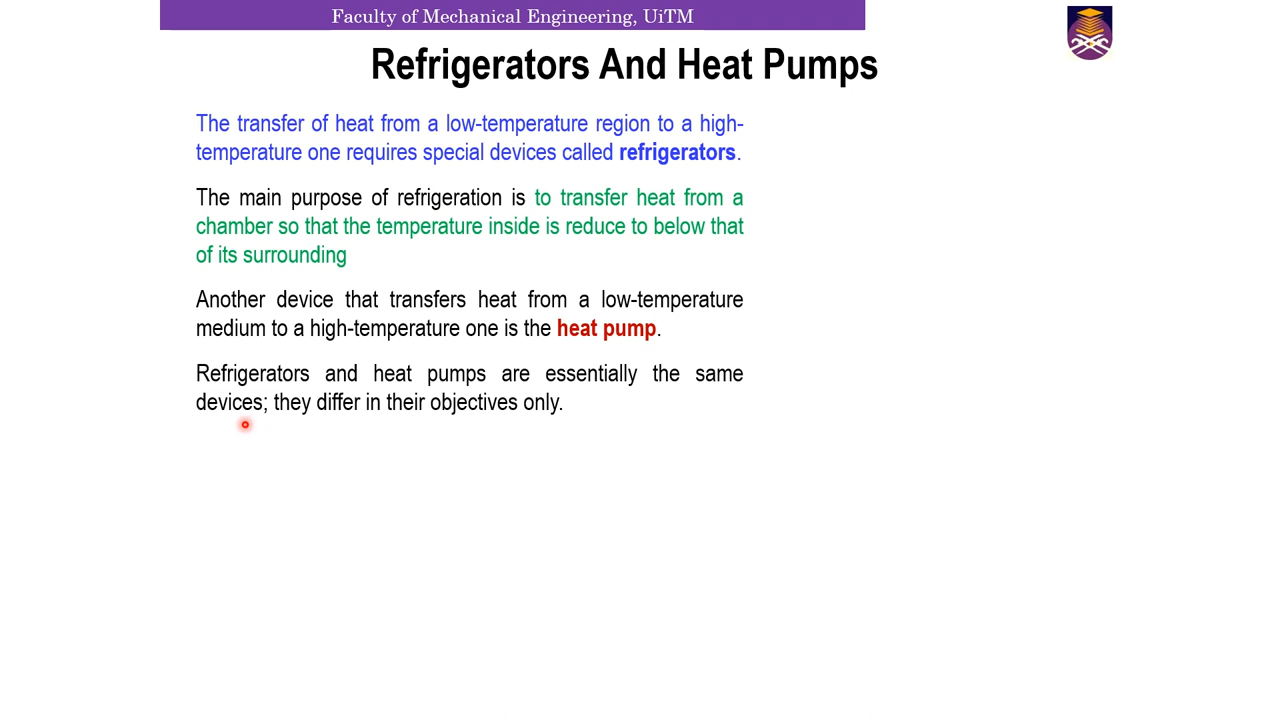 Faculty of Mechanical Engineering, UiTM
Refrigerators And Heat Pumps
The transfer of heat from a low-temperature region to a high-
temperature one requires special devices called refrigerators.
The main purpose of refrigeration is to transfer heat from a
chamber so that the temperature inside is reduce to below that
of its surrounding
Another device that transfers heat from a low-temperature
medium to a high-temperature one is the heat pump.
Refrigerators and heat pumps are essentially the same
devices; they differ in their objectives only.